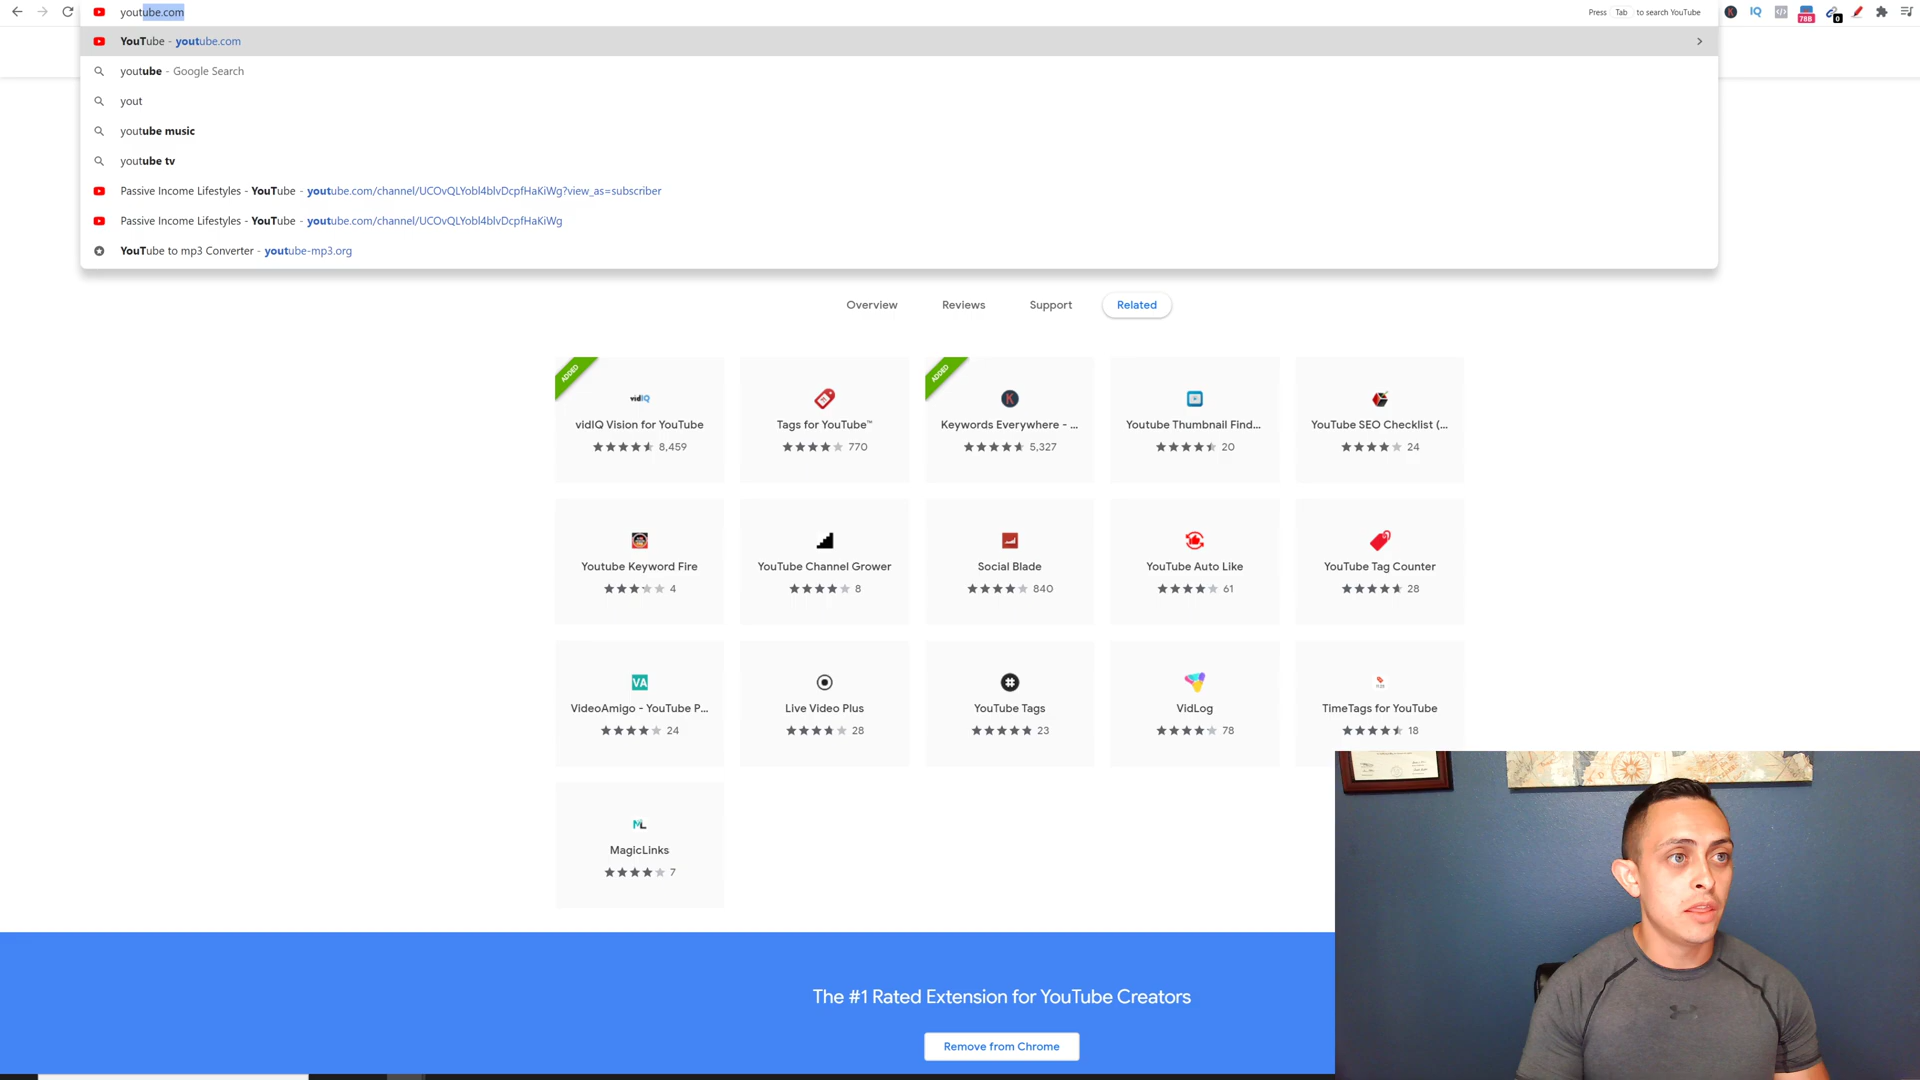 youtube.com
Press Tab to search YouTube
IQ
78B
0
YouTube - youtube.com
youtube - Google Search
yout
youtube music
youtube tv
Passive Income Lifestyles - YouTube - youtube.com/channel/UCOvQLYobl4blvDcpfHaKiWg?view_as=subscriber
Passive Income Lifestyles - YouTube - youtube.com/channel/UCOvQLYobl4blvDcpfHaKiWg
YouTube to mp3 Converter - youtube-mp3.org
Overview Reviews Support Related
ADDED
vidIQ
vidIQ Vision for YouTube
8,459
Tags for YouTube™
770
ADDED
K
Keywords Everywhere - ...
5,327
Youtube Thumbnail Find...
20
YouTube SEO Checklist (...
24
Youtube Keyword Fire
4
YouTube Channel Grower
8
Social Blade
840
YouTube Auto Like
61
YouTube Tag Counter
28
VA
VideoAmigo - YouTube P...
24
Live Video Plus
28
#
YouTube Tags
23
VidLog
78
TimeTags for YouTube
18
ML
MagicLinks
7
The #1 Rated Extension for YouTube Creators
Remove from Chrome